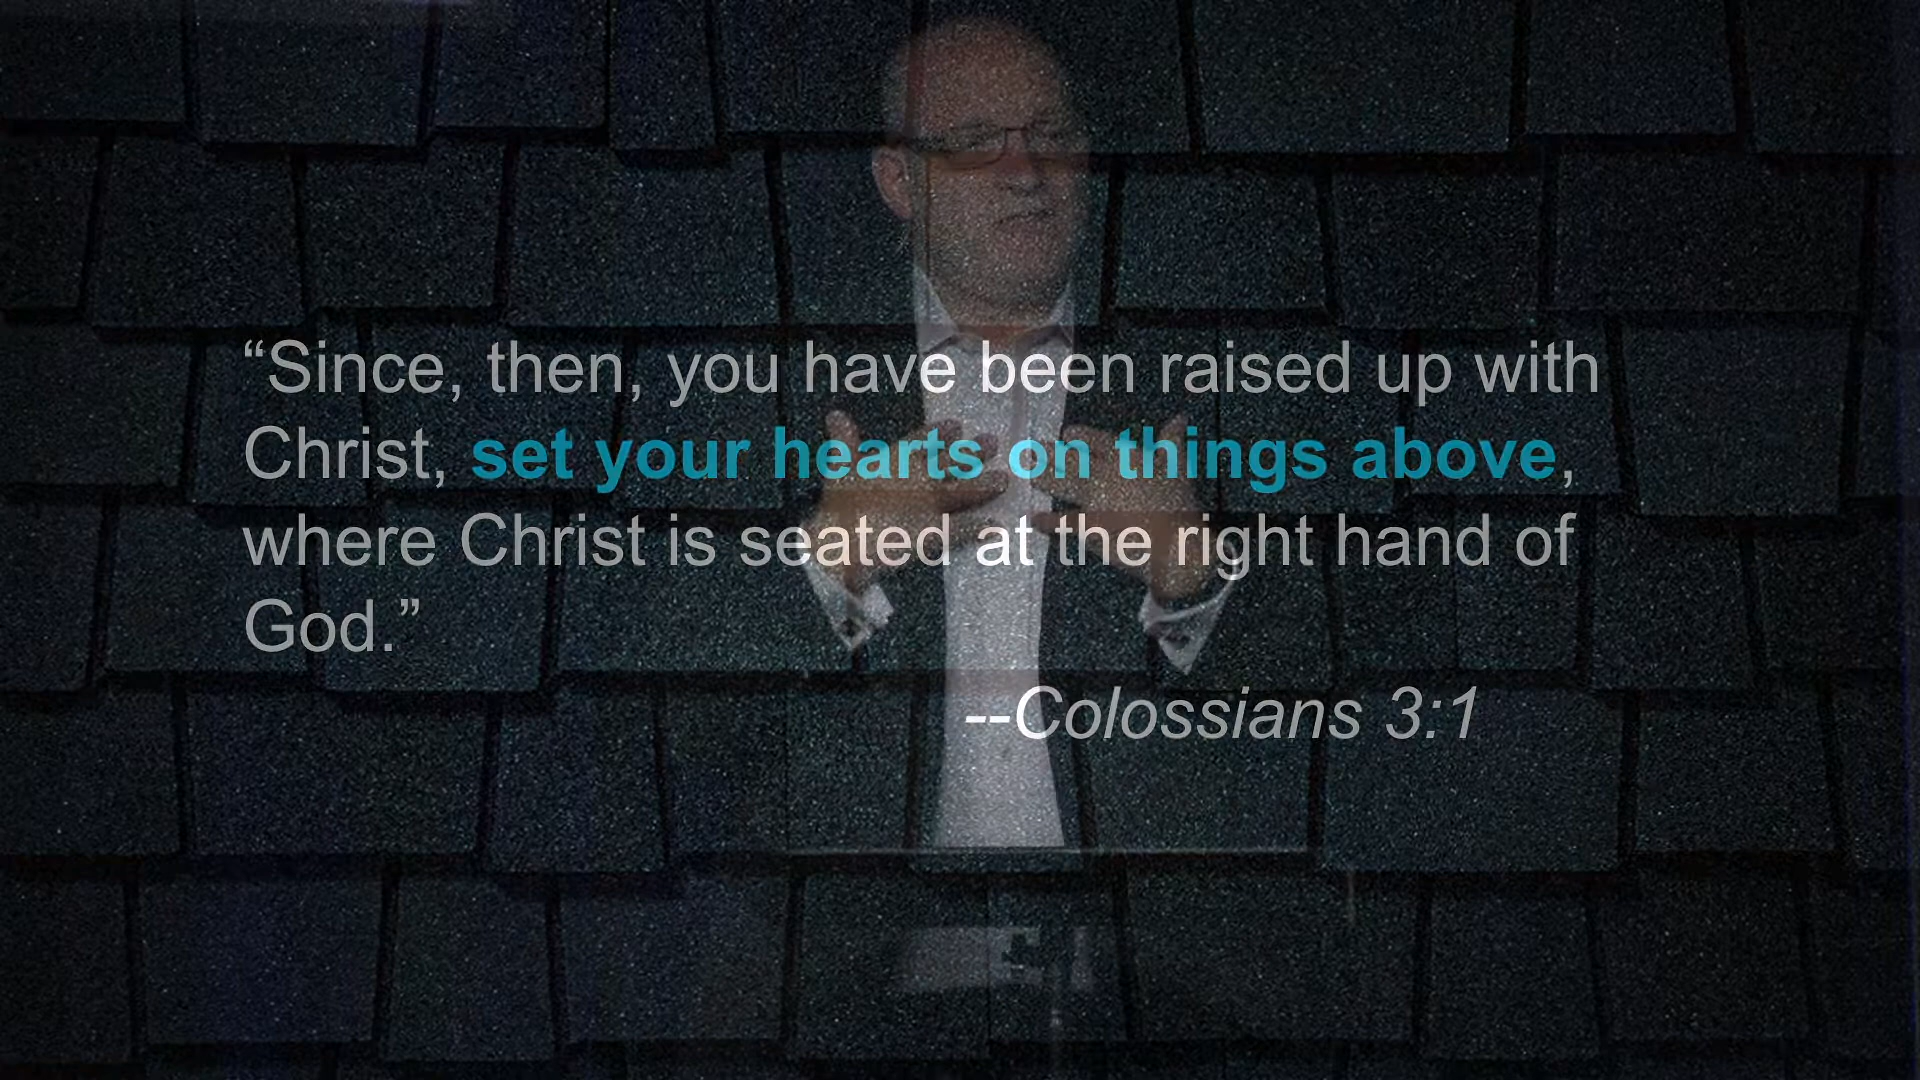 “Since, then, you have been raised up with
Christ, set your hearts on things above,
where Christ is seated at the right hand of
God.”
--Colossians 3:1